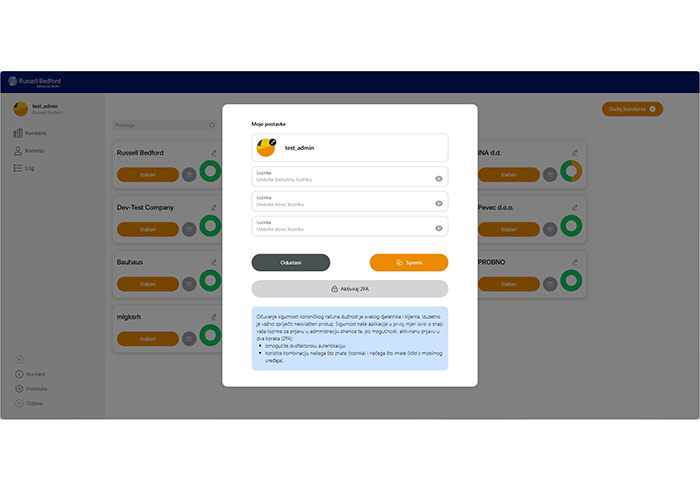 Russell Bedford
taking you further
test_admin
Russell Bedford
Komitenti
Korisnici
Log
Kontakt
Postavke
Odjava
Pretraga
Dodaj komitenta
Russell Bedford
Izaberi
Dev-Test Company
Izaberi
Bauhaus
Izaberi
mlgksrh
Izaberi
INA d.d.
Izaberi
Pevec d.o.o.
Izaberi
PROBNO
Izaberi
Moje postavke
test_admin
Lozinka
Unesite trenutnu lozinku
Lozinka
Unesite novu lozinku
Lozinka
Unesite novu lozinku
Odustani
Spremi
Aktiviraj 2FA
Očuvanje sigurnosti korisničkog računa dužnost je svakog djelatnika i klijenta. Izuzetno
je važno spriječiti neovlašten pristup. Sigurnost naše aplikacije u prvoj mjeri ovisi o snazi
vaše lozinke za prijavu u administraciju stranice te, po mogućnosti, aktiviranu prijavu u
dva koraka (2FA):
omogućite dvofaktorsku autentikaciju;
koristite kombinaciju nečega što znate (lozinka) i nečega što imate (kôd s mobilnog
uređaja).